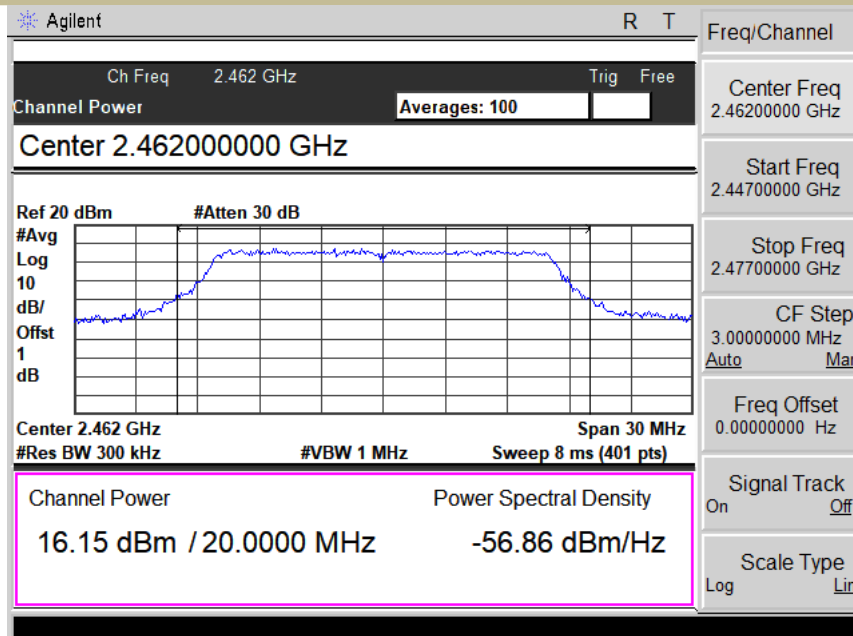 Agilent
R T
Ch Freq 2.462 GHz Trig Free
Channel Power Averages: 100
Center 2.462000000 GHz
Ref 20 dBm #Atten 30 dB
#Avg
Log
10
dB/
Offst
1
dB
Center 2.462 GHz Span 30 MHz
#Res BW 300 kHz #VBW 1 MHz Sweep 8 ms (401 pts)
Channel Power Power Spectral Density
16.15 dBm / 20.0000 MHz -56.86 dBm/Hz
Freq/Channel
Center Freq
2.46200000 GHz
Start Freq
2.44700000 GHz
Stop Freq
2.47700000 GHz
CF Step
3.00000000 MHz
Auto Man
Freq Offset
0.00000000 Hz
Signal Track
On Off
Scale Type
Log Lin